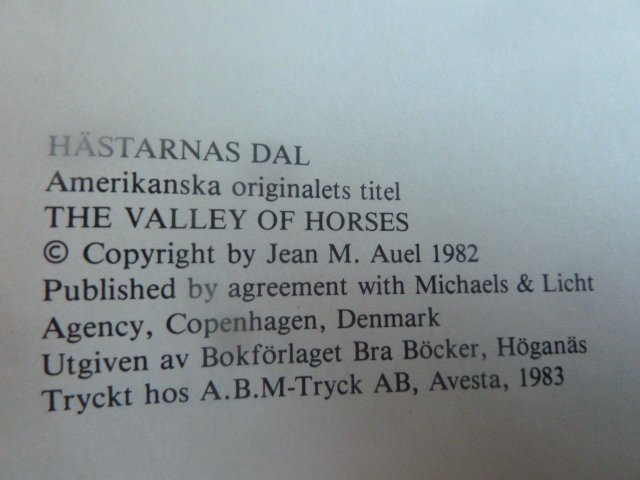 HÄSTARNAS DAL
Amerikanska originalets titel
THE VALLEY OF HORSES
© Copyright by Jean M. Auel 1982
Published by agreement with Michaels & Licht
Agency, Copenhagen, Denmark
Utgiven av Bokförlaget Bra Böcker, Höganäs
Tryckt hos A.B.M-Tryck AB, Avesta, 1983